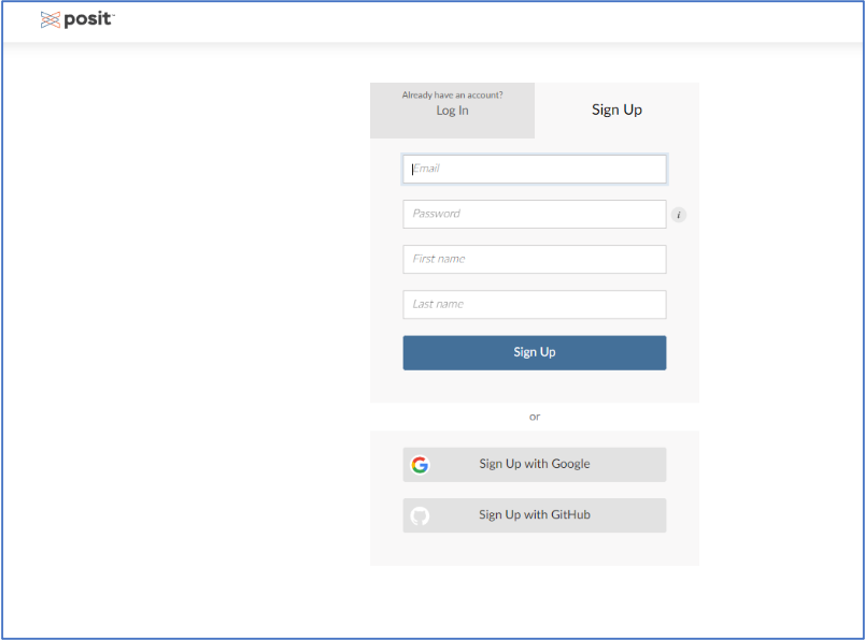 posit™
Already have an account?
Log In
Sign Up
Email
Password
i
First name
Last name
Sign Up
or
Sign Up with Google
Sign Up with GitHub